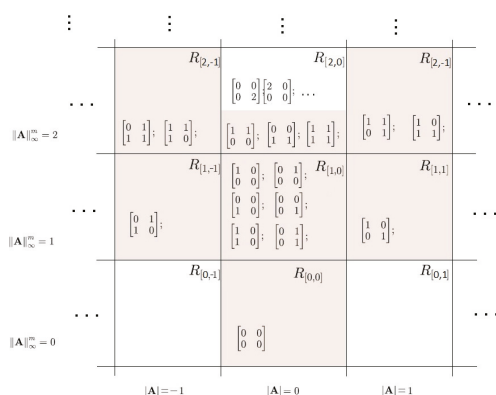 ⋮ ⋮ ⋮ ⋮ ⋮
R[2,-1] R[2,0] R[2,-1]
[0 0; 0 2]; [2 0; 0 0]; ...
... [0 1; 1 1]; [1 1; 1 0]; [1 1; 0 0]; [0 0; 1 1]; [1 1; 1 1]; [1 1; 0 1]; [1 0; 1 1] ...
‖A‖ᵐ∞ = 2
R[1,-1] R[1,0] R[1,1]
[1 0; 0 0]; [0 1; 0 0];
... [0 1; 1 0]; [0 0; 1 0]; [0 0; 0 1]; [1 0; 0 1]; ...
[1 0; 1 0]; [0 1; 0 1];
‖A‖ᵐ∞ = 1
R[0,-1] R[0,0] R[0,1]
... ...
[0 0; 0 0]
‖A‖ᵐ∞ = 0
|A| = −1 |A| = 0 |A| = 1